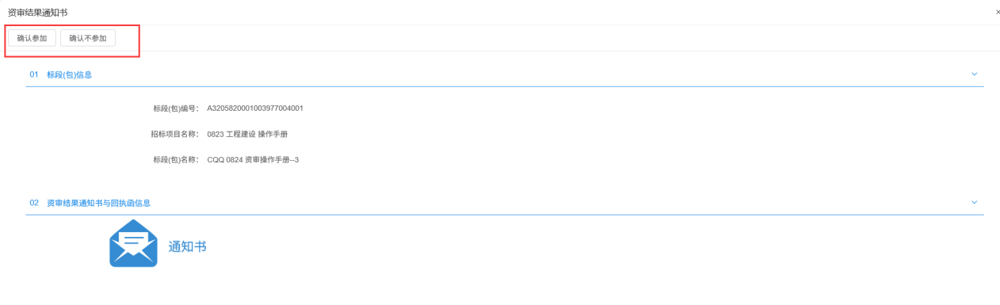 资审结果通知书 ×
确认参加 确认不参加
01 标段(包)信息
标段(包)编号： A3205820001003977004001
招标项目名称： 0823 工程建设 操作手册
标段(包)名称： CQQ 0824 资审操作手册--3
02 资审结果通知书与回执函信息
通知书